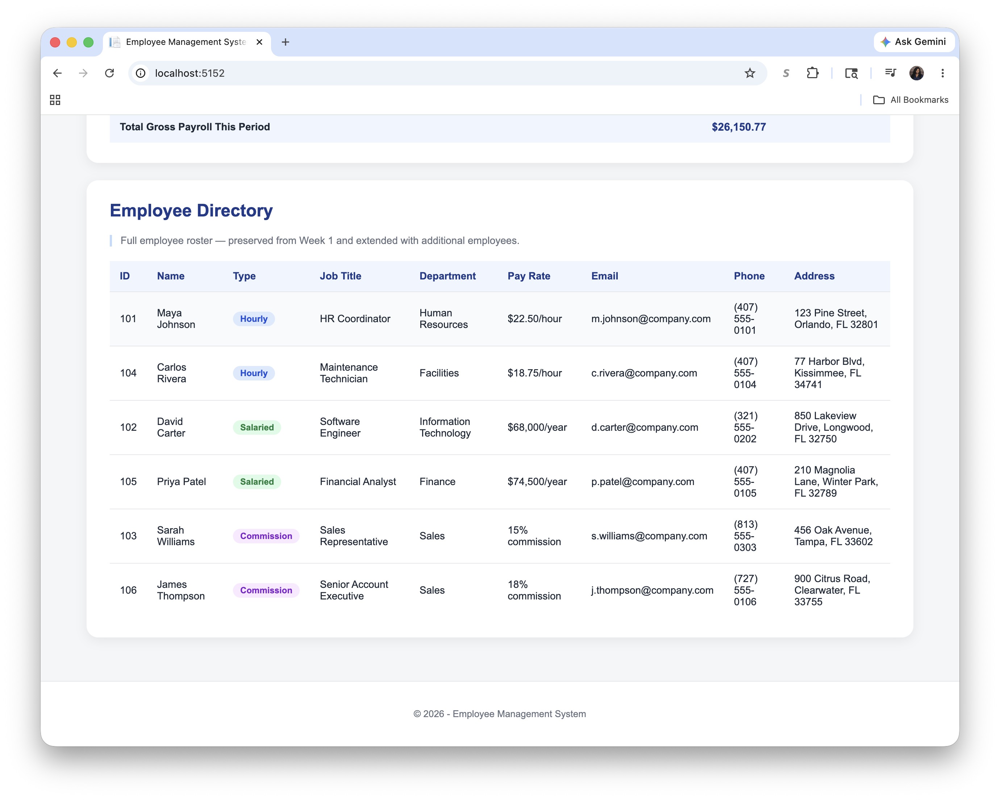 Employee Management Syste
Ask Gemini
localhost:5152
All Bookmarks
Total Gross Payroll This Period $26,150.77
Employee Directory
Full employee roster — preserved from Week 1 and extended with additional employees.
ID Name Type Job Title Department Pay Rate Email Phone Address
101 Maya Johnson Hourly HR Coordinator Human Resources $22.50/hour m.johnson@company.com (407) 555-0101 123 Pine Street, Orlando, FL 32801
104 Carlos Rivera Hourly Maintenance Technician Facilities $18.75/hour c.rivera@company.com (407) 555-0104 77 Harbor Blvd, Kissimmee, FL 34741
102 David Carter Salaried Software Engineer Information Technology $68,000/year d.carter@company.com (321) 555-0202 850 Lakeview Drive, Longwood, FL 32750
105 Priya Patel Salaried Financial Analyst Finance $74,500/year p.patel@company.com (407) 555-0105 210 Magnolia Lane, Winter Park, FL 32789
103 Sarah Williams Commission Sales Representative Sales 15% commission s.williams@company.com (813) 555-0303 456 Oak Avenue, Tampa, FL 33602
106 James Thompson Commission Senior Account Executive Sales 18% commission j.thompson@company.com (727) 555-0106 900 Citrus Road, Clearwater, FL 33755
© 2026 - Employee Management System